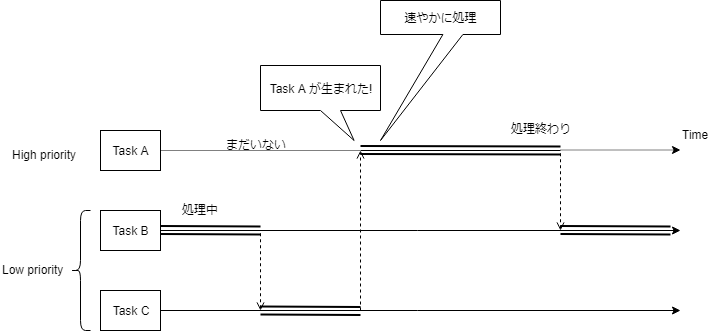 速やかに処理
Task A が生まれた!
処理終わり
Time
High priority
Task A
まだいない
処理中
Task B
Low priority
Task C